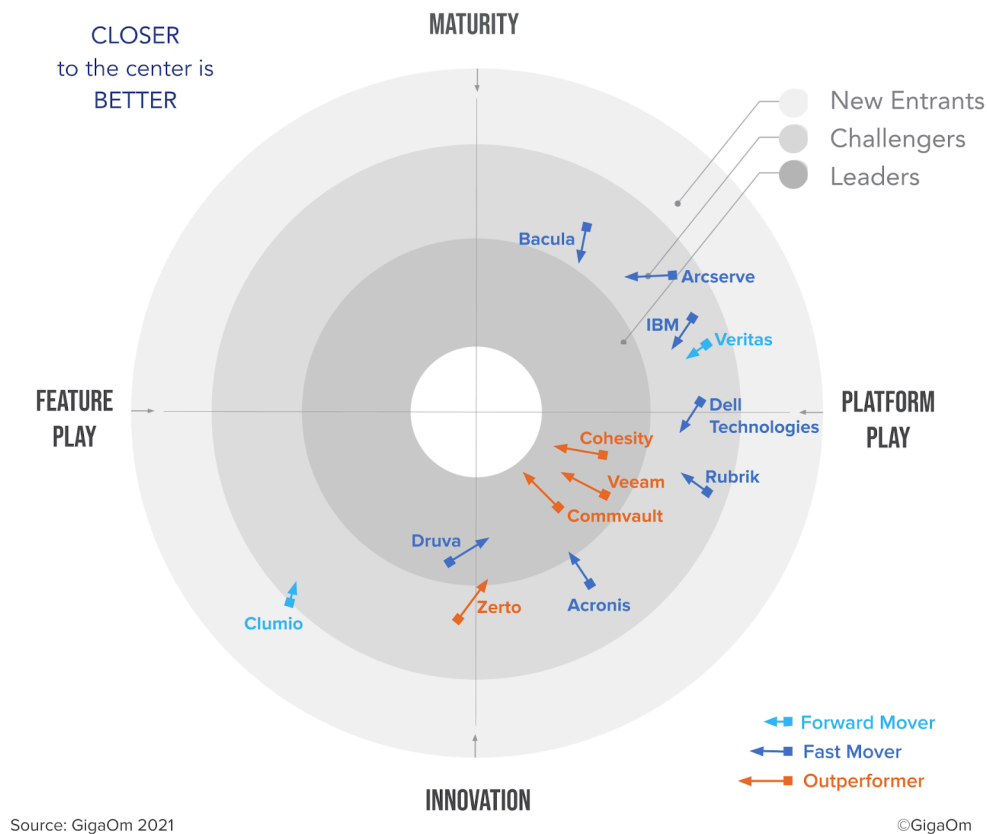 CLOSER
to the center is
BETTER
MATURITY
New Entrants
Challengers
Leaders
Bacula
Arcserve
IBM
Veritas
FEATURE
PLAY
PLATFORM
PLAY
Dell
Technologies
Cohesity
Veeam
Rubrik
Commvault
Druva
Zerto
Acronis
Clumio
Forward Mover
Fast Mover
Outperformer
INNOVATION
Source: GigaOm 2021
©GigaOm